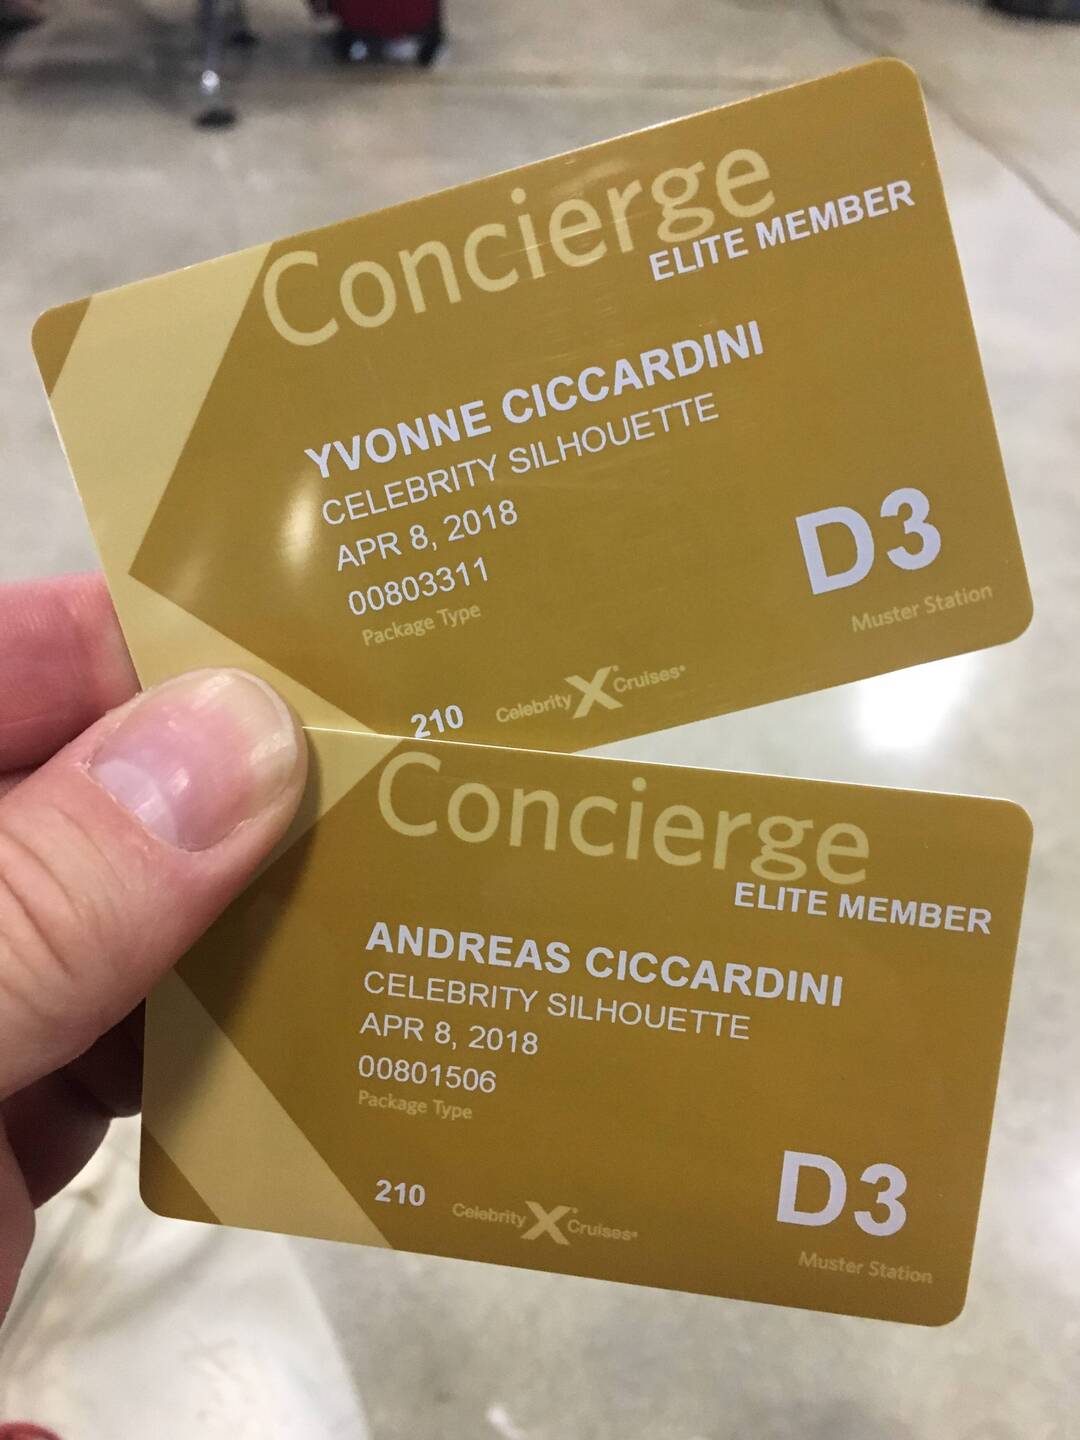 Concierge
ELITE MEMBER
YVONNE CICCARDINI
CELEBRITY SILHOUETTE
APR 8, 2018
00803311
Package Type
D3
Muster Station
210
Celebrity X Cruises
Concierge
ELITE MEMBER
ANDREAS CICCARDINI
CELEBRITY SILHOUETTE
APR 8, 2018
00801506
Package Type
D3
Muster Station
210
Celebrity X Cruises